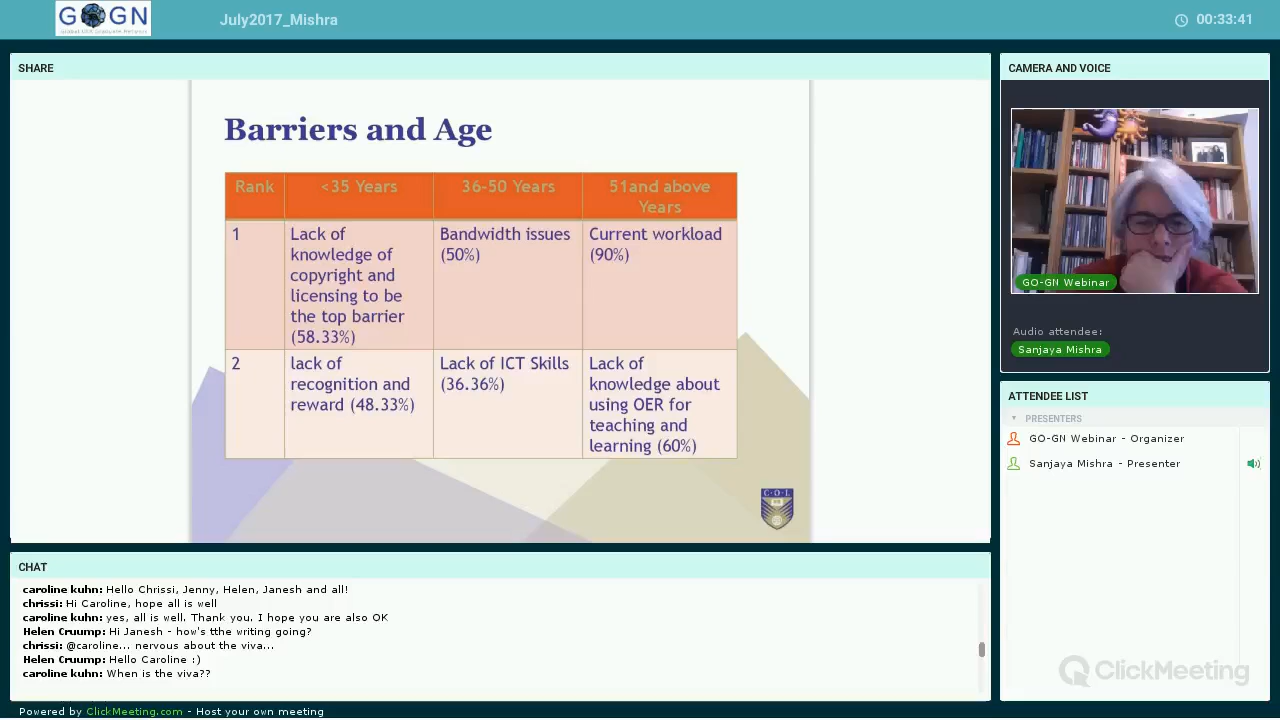 GOGN
Global OER Graduate Network
July2017_Mishra
00:33:41
SHARE
Barriers and Age
Rank
<35 Years
36-50 Years
51and above
Years
1
Lack of
knowledge of
copyright and
licensing to be
the top barrier
(58.33%)
Bandwidth issues
(50%)
Current workload
(90%)
2
lack of
recognition and
reward (48.33%)
Lack of ICT Skills
(36.36%)
Lack of
knowledge about
using OER for
teaching and
learning (60%)
C·O·L
CAMERA AND VOICE
GO-GN Webinar
Audio attendee:
Sanjaya Mishra
ATTENDEE LIST
PRESENTERS
GO-GN Webinar - Organizer
Sanjaya Mishra - Presenter
CHAT
caroline kuhn: Hello Chrissi, Jenny, Helen, Janesh and all!
chrissi: Hi Caroline, hope all is well
caroline kuhn: yes, all is well. Thank you. I hope you are also OK
Helen Cruump: Hi Janesh - how's tthe writing going?
chrissi: @caroline... nervous about the viva...
Helen Cruump: Hello Caroline :)
caroline kuhn: When is the viva??
ClickMeeting
Powered by ClickMeeting.com - Host your own meeting